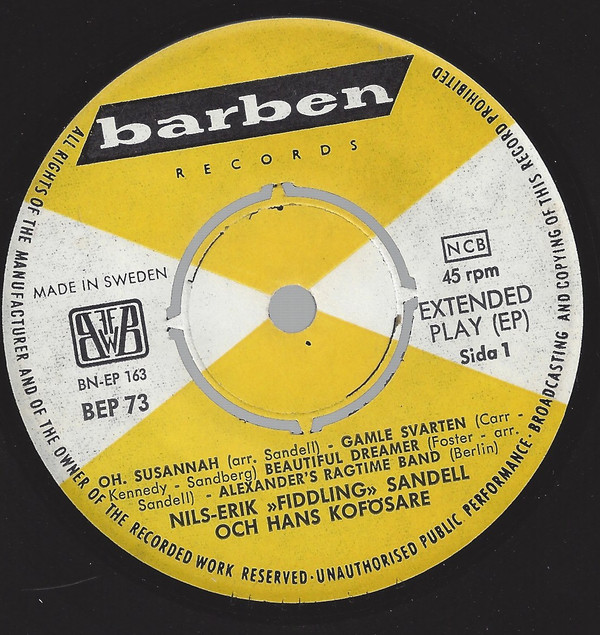 barben
RECORDS
MADE IN SWEDEN
BN-EP 163
BEP 73
NCB
45 rpm
EXTENDED
PLAY (EP)
Sida 1
OH. SUSANNAH (arr. Sandell) - GAMLE SVARTEN (Carr -
Kennedy - Sandberg) BEAUTIFUL DREAMER (Foster - arr.
Sandell) - ALEXANDER'S RAGTIME BAND (Berlin)
NILS-ERIK »FIDDLING» SANDELL
OCH HANS KOFÖSARE
ALL RIGHTS OF THE MANUFACTURER AND OF THE OWNER OF THE RECORDED WORK RESERVED·UNAUTHORISED PUBLIC PERFORMANCE·BROADCASTING AND COPYING OF THIS RECORD PROHIBITED